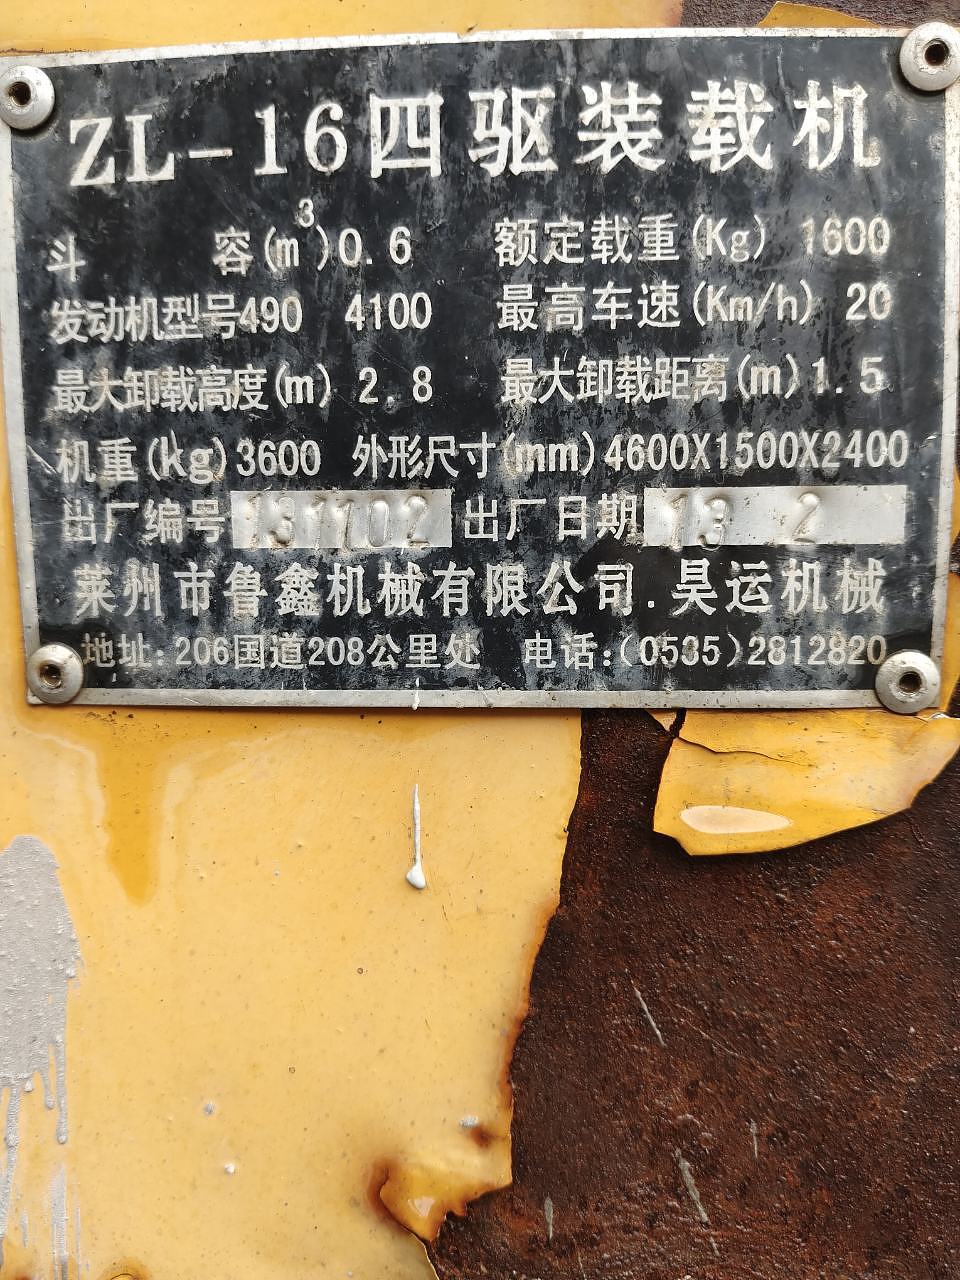 ZL-16四驱装载机
斗 容(m³)0.6 额定载重(Kg) 1600
发动机型号490 4100 最高车速(Km/h) 20
最大卸载高度(m) 2.8 最大卸载距离(m)1.5
机重(kg)3600 外形尺寸(mm)4600X1500X2400
出厂编号 131102 出厂日期 13 2
莱州市鲁鑫机械有限公司.昊运机械
地址:206国道208公里处 电话:(0535)2812820